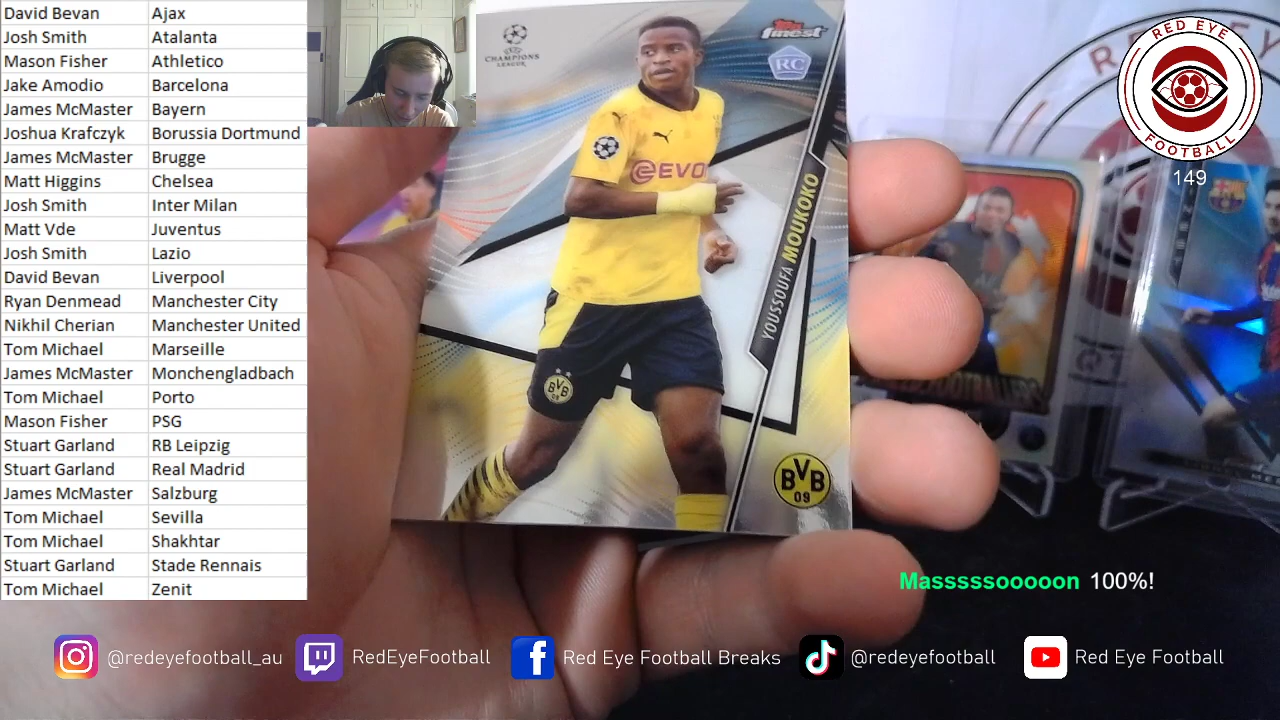 David Bevan Ajax
Josh Smith Atalanta
Mason Fisher Athletico
Jake Amodio Barcelona
James McMaster Bayern
Joshua Krafczyk Borussia Dortmund
James McMaster Brugge
Matt Higgins Chelsea
Josh Smith Inter Milan
Matt Vde Juventus
Josh Smith Lazio
David Bevan Liverpool
Ryan Denmead Manchester City
Nikhil Cherian Manchester United
Tom Michael Marseille
James McMaster Monchengladbach
Tom Michael Porto
Mason Fisher PSG
Stuart Garland RB Leipzig
Stuart Garland Real Madrid
James McMaster Salzburg
Tom Michael Sevilla
Tom Michael Shakhtar
Stuart Garland Stade Rennais
Tom Michael Zenit
UEFA
CHAMPIONS
LEAGUE
Topps
finest
RC
EVO
YOUSSOUFA MOUKOKO
BVB
09
BVB
09
RED EYE
FOOTBALL
149
Masssssooooon 100%!
@redeyefootball_au
RedEyeFootball
Red Eye Football Breaks
@redeyefootball
Red Eye Football